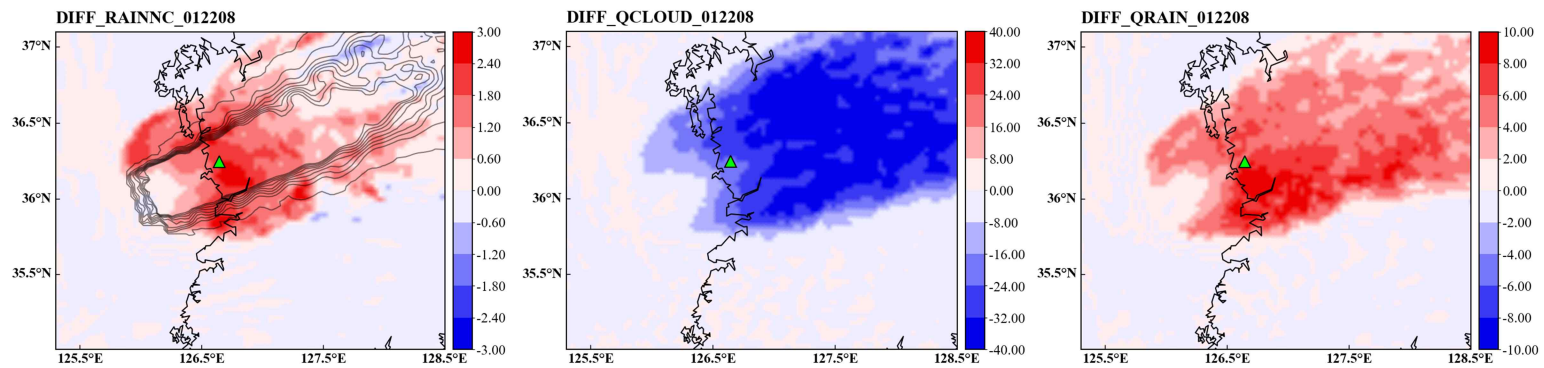 DIFF_RAINNC_012208
37°N
36.5°N
36°N
35.5°N
125.5°E 126.5°E 127.5°E 128.5°E
3.00
2.40
1.80
1.20
0.60
0.00
-0.60
-1.20
-1.80
-2.40
-3.00
DIFF_QCLOUD_012208
37°N
36.5°N
36°N
35.5°N
125.5°E 126.5°E 127.5°E 128.5°E
40.00
32.00
24.00
16.00
8.00
0.00
-8.00
-16.00
-24.00
-32.00
-40.00
DIFF_QRAIN_012208
37°N
36.5°N
36°N
35.5°N
125.5°E 126.5°E 127.5°E 128.5°E
10.00
8.00
6.00
4.00
2.00
0.00
-2.00
-4.00
-6.00
-8.00
-10.00